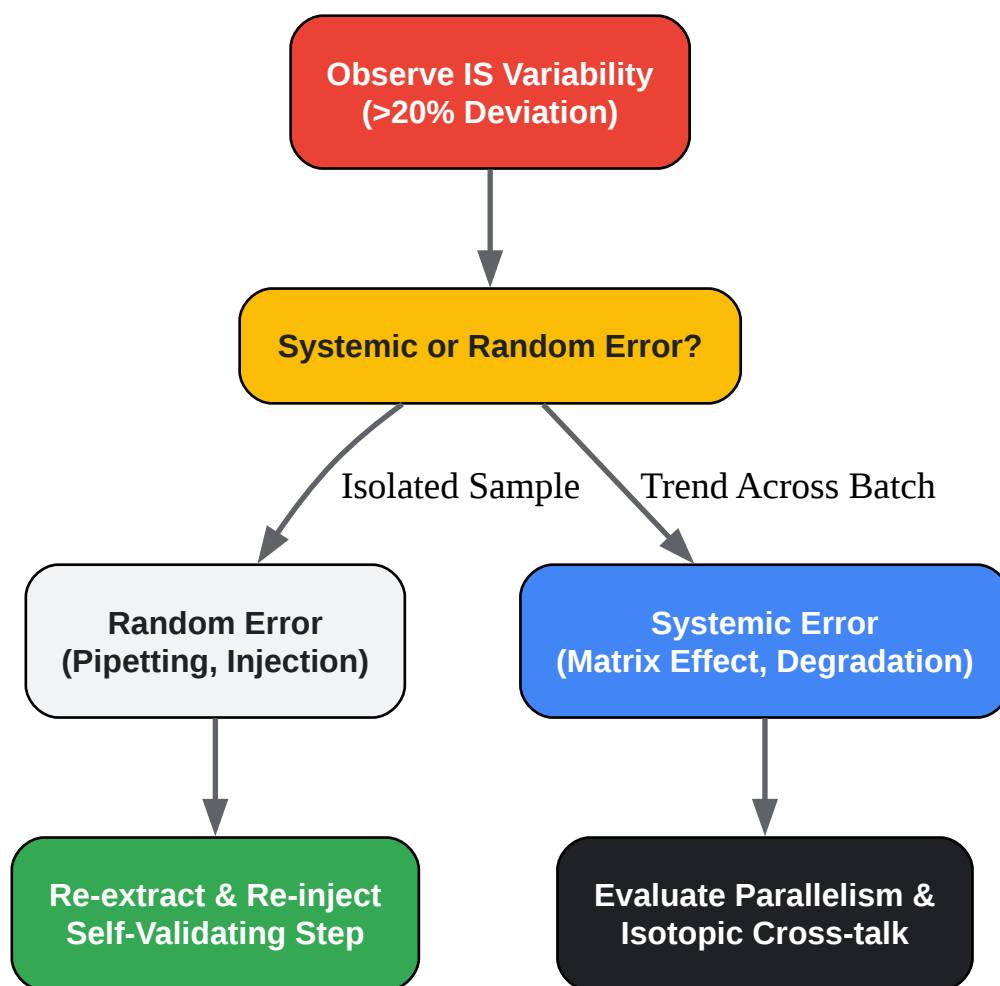 Observe IS Variability
(>20% Deviation)
Systemic or Random Error?
Isolated Sample
Trend Across Batch
Random Error
(Pipetting, Injection)
Systemic Error
(Matrix Effect, Degradation)
Re-extract & Re-inject
Self-Validating Step
Evaluate Parallelism &
Isotopic Cross-talk